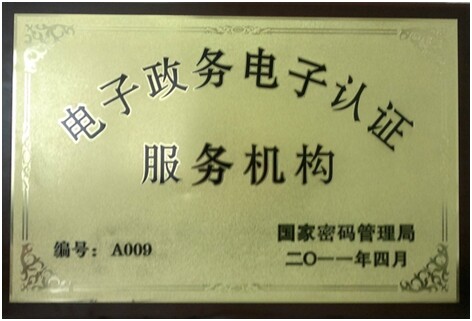 电子政务电子认证
服务机构
国家密码管理局
编号：A009
二〇一一年四月